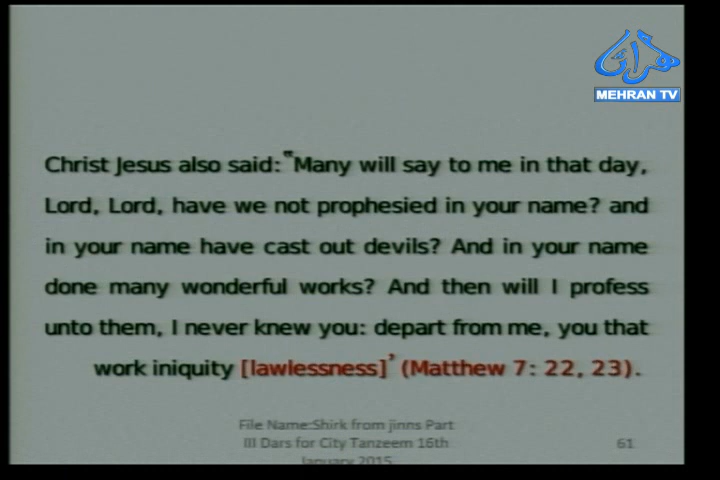 مهراڻ
MEHRAN TV
Christ Jesus also said:"Many will say to me in that day,
Lord, Lord, have we not prophesied in your name? and
in your name have cast out devils? And in your name
done many wonderful works? And then will I profess
unto them, I never knew you: depart from me, you that
work iniquity [lawlessness]' (Matthew 7: 22, 23).
File Name:Shirk from jinns Part
III Dars for City Tanzeem 16th
January 2015
61